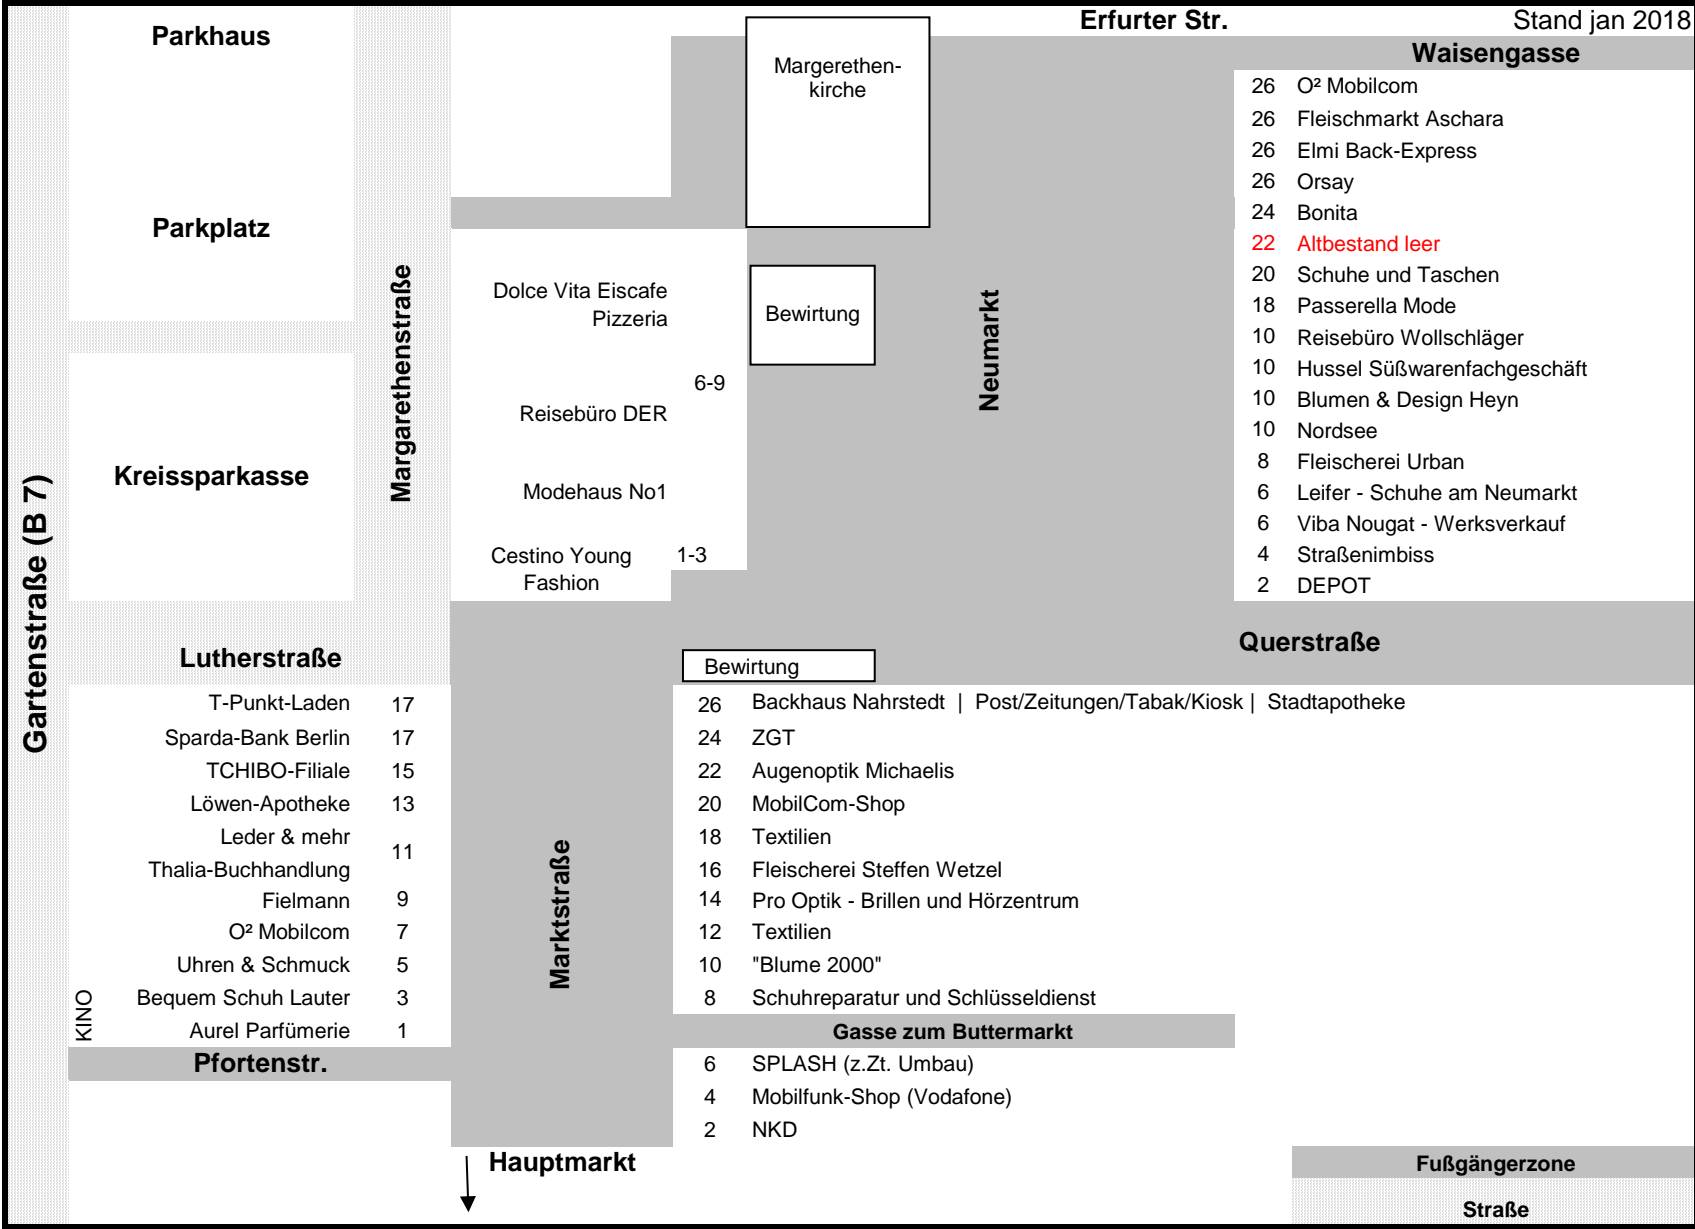 Erfurter Str.
Stand jan 2018
Parkhaus
Waisengasse
Margerethen-
kirche
26 O² Mobilcom
26 Fleischmarkt Aschara
26 Elmi Back-Express
26 Orsay
24 Bonita
22 Altbestand leer
20 Schuhe und Taschen
18 Passerella Mode
10 Reisebüro Wollschläger
10 Hussel Süßwarenfachgeschäft
10 Blumen & Design Heyn
10 Nordsee
8 Fleischerei Urban
6 Leifer - Schuhe am Neumarkt
6 Viba Nougat - Werksverkauf
4 Straßenimbiss
2 DEPOT
Parkplatz
Margarethenstraße
Dolce Vita Eiscafe
Pizzeria
Bewirtung
Neumarkt
6-9
Reisebüro DER
Kreissparkasse
Modehaus No1
Cestino Young
Fashion
1-3
Gartenstraße (B 7)
Querstraße
Lutherstraße
Bewirtung
T-Punkt-Laden 17
Sparda-Bank Berlin 17
TCHIBO-Filiale 15
Löwen-Apotheke 13
Leder & mehr
11
Thalia-Buchhandlung
Fielmann 9
O² Mobilcom 7
Uhren & Schmuck 5
Bequem Schuh Lauter 3
Aurel Parfümerie 1
KINO
Pfortenstr.
Marktstraße
26 Backhaus Nahrstedt | Post/Zeitungen/Tabak/Kiosk | Stadtapotheke
24 ZGT
22 Augenoptik Michaelis
20 MobilCom-Shop
18 Textilien
16 Fleischerei Steffen Wetzel
14 Pro Optik - Brillen und Hörzentrum
12 Textilien
10 "Blume 2000"
8 Schuhreparatur und Schlüsseldienst
Gasse zum Buttermarkt
6 SPLASH (z.Zt. Umbau)
4 Mobilfunk-Shop (Vodafone)
2 NKD
Hauptmarkt
Fußgängerzone
Straße